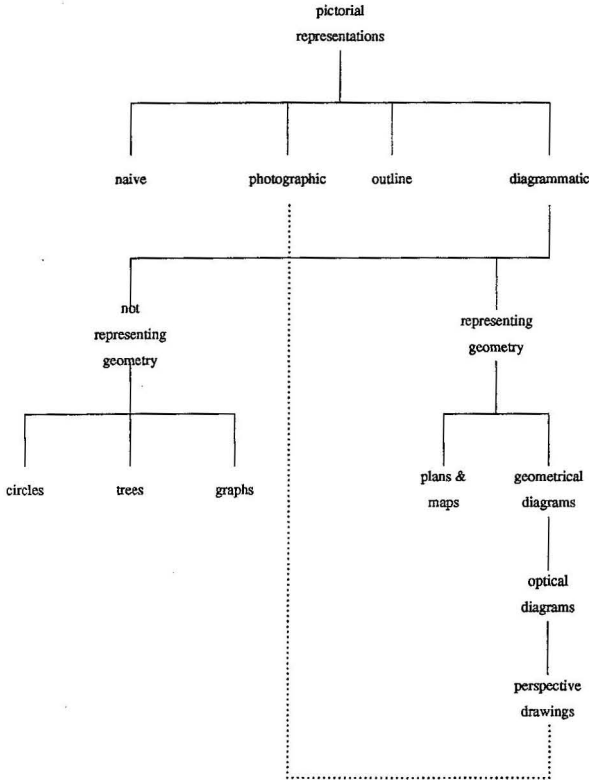 pictorial
representations
naive
photographic
outline
diagrammatic
not
representing
geometry
representing
geometry
circles
trees
graphs
plans &
maps
geometrical
diagrams
optical
diagrams
perspective
drawings